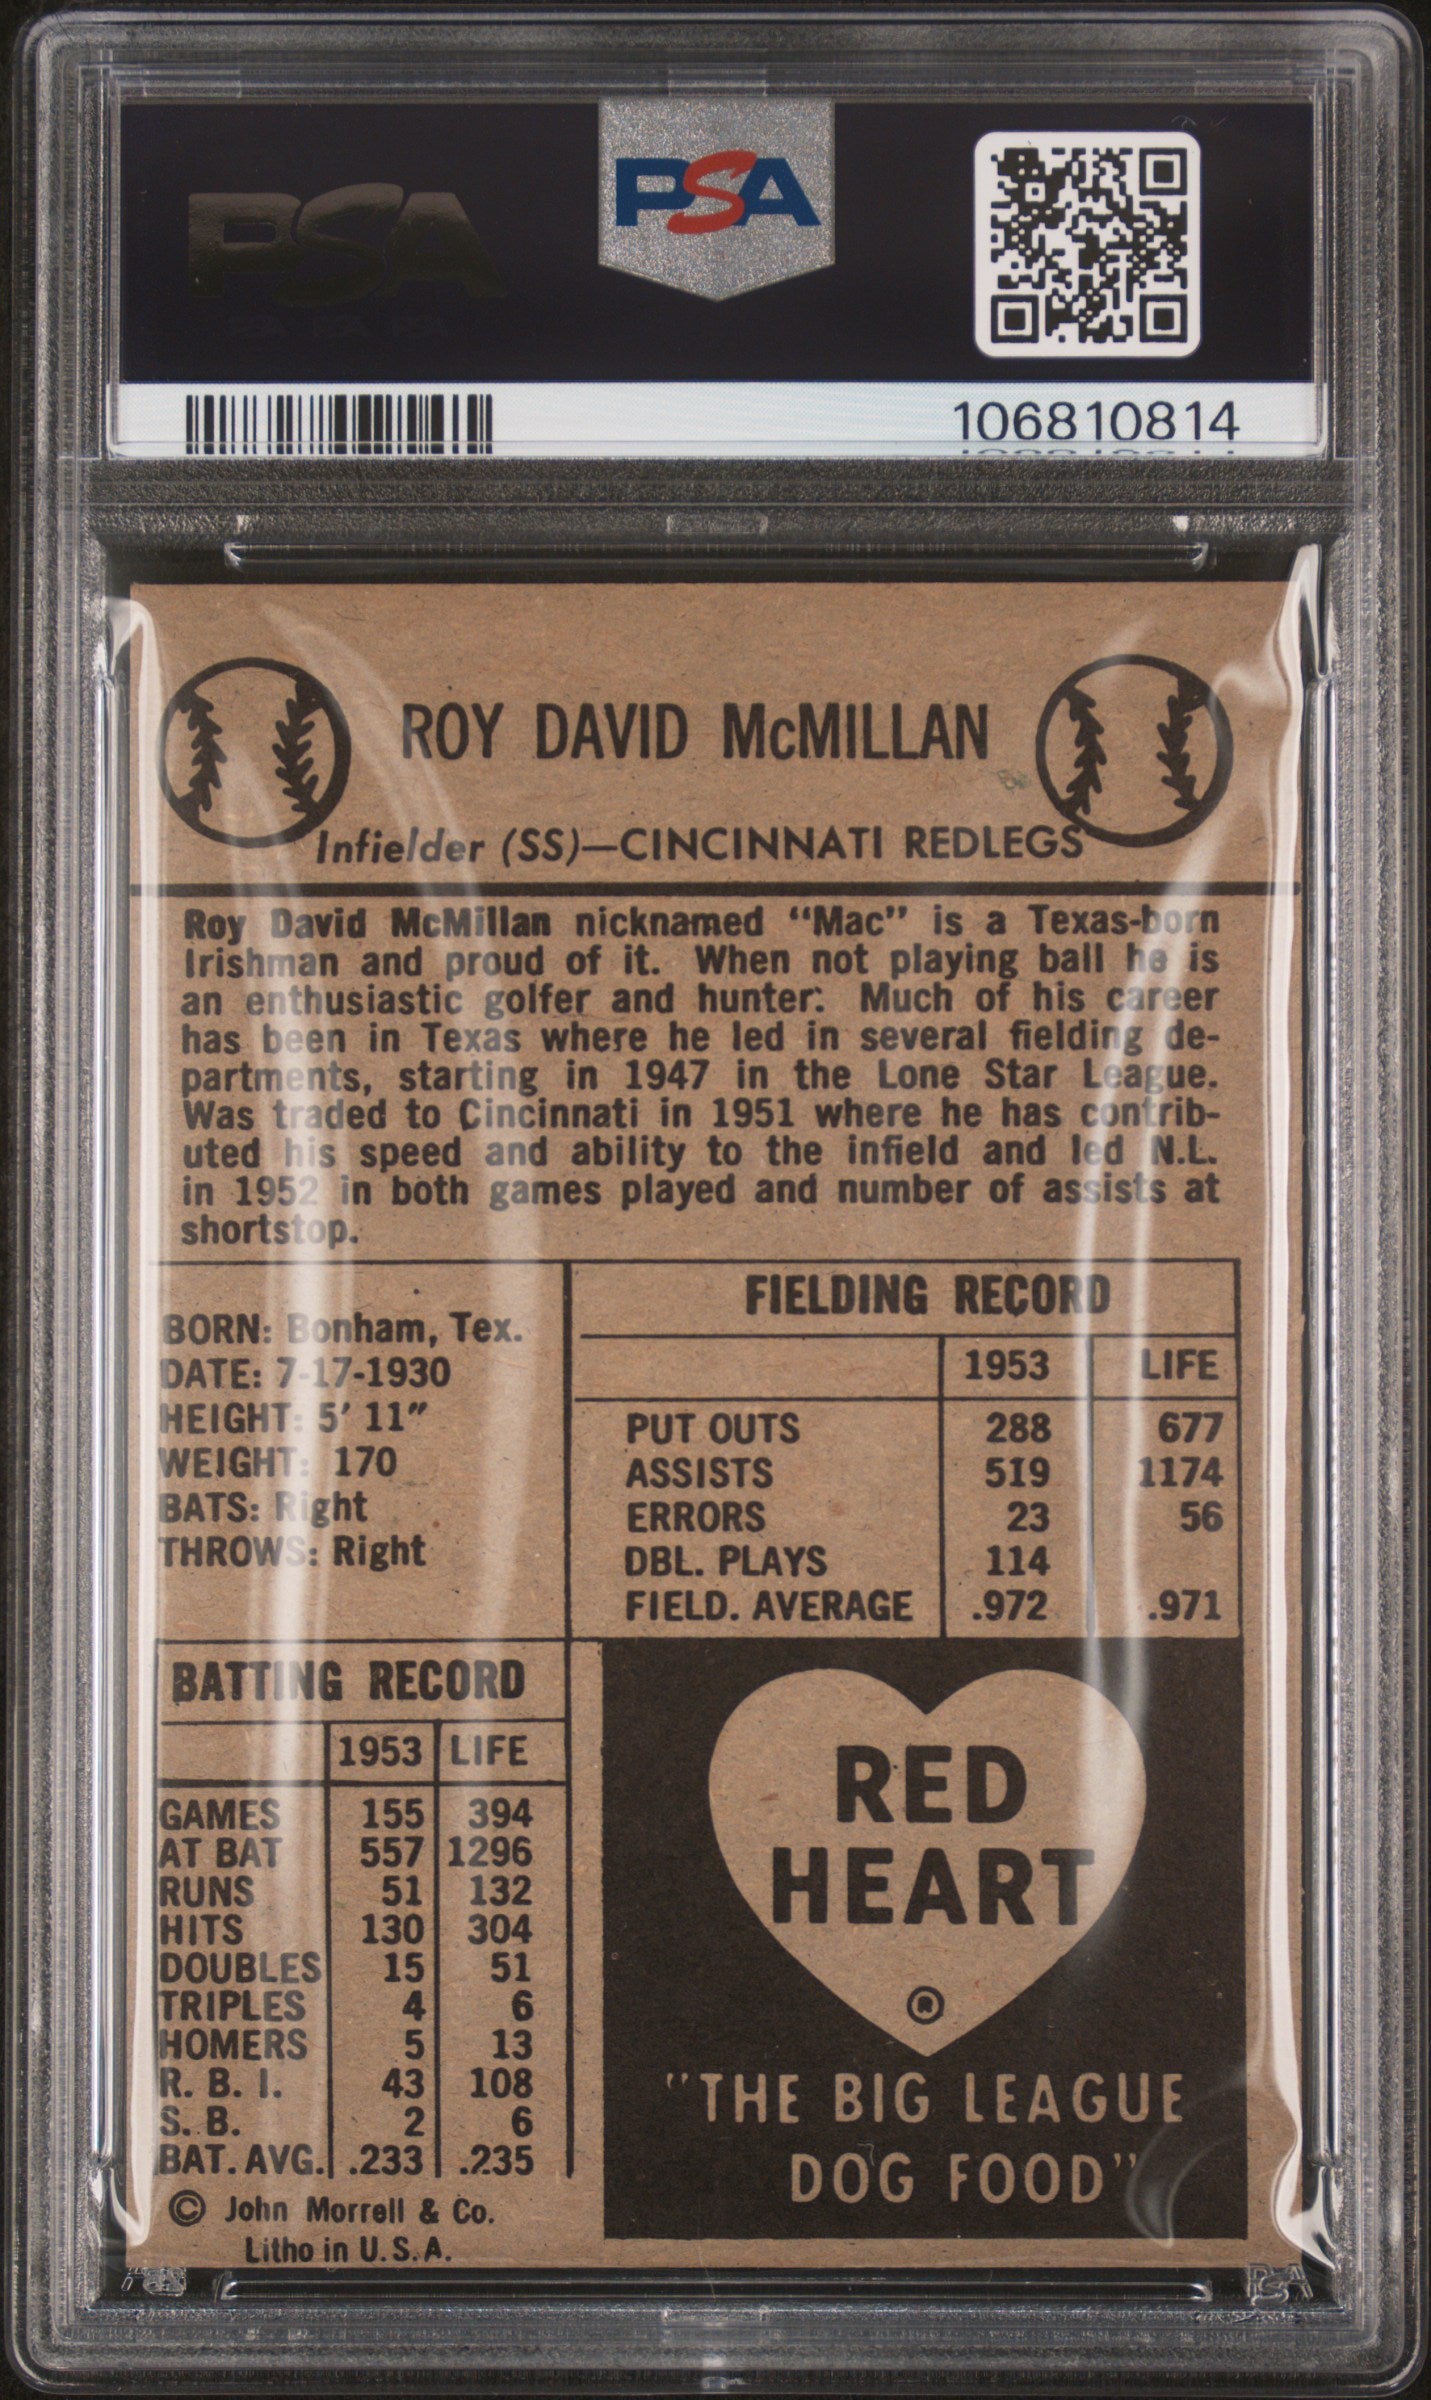 PSA
PSA
106810814
ROY DAVID McMILLAN
Infielder (SS)—CINCINNATI REDLEGS
Roy David McMillan nicknamed "Mac" is a Texas-born
Irishman and proud of it. When not playing ball he is
an enthusiastic golfer and hunter. Much of his career
has been in Texas where he led in several fielding de-
partments, starting in 1947 in the Lone Star League.
Was traded to Cincinnati in 1951 where he has contrib-
uted his speed and ability to the infield and led N.L.
in 1952 in both games played and number of assists at
shortstop.
BORN: Bonham, Tex.
DATE: 7-17-1930
HEIGHT: 5' 11"
WEIGHT: 170
BATS: Right
THROWS: Right
FIELDING RECORD
1953 LIFE
PUT OUTS 288 677
ASSISTS 519 1174
ERRORS 23 56
DBL. PLAYS 114
FIELD. AVERAGE .972 .971
BATTING RECORD
1953 LIFE
GAMES 155 394
AT BAT 557 1296
RUNS 51 132
HITS 130 304
DOUBLES 15 51
TRIPLES 4 6
HOMERS 5 13
R. B. I. 43 108
S. B. 2 6
BAT. AVG. .233 .235
© John Morrell & Co.
Litho in U.S.A.
RED
HEART
®
"THE BIG LEAGUE
DOG FOOD"
PSA